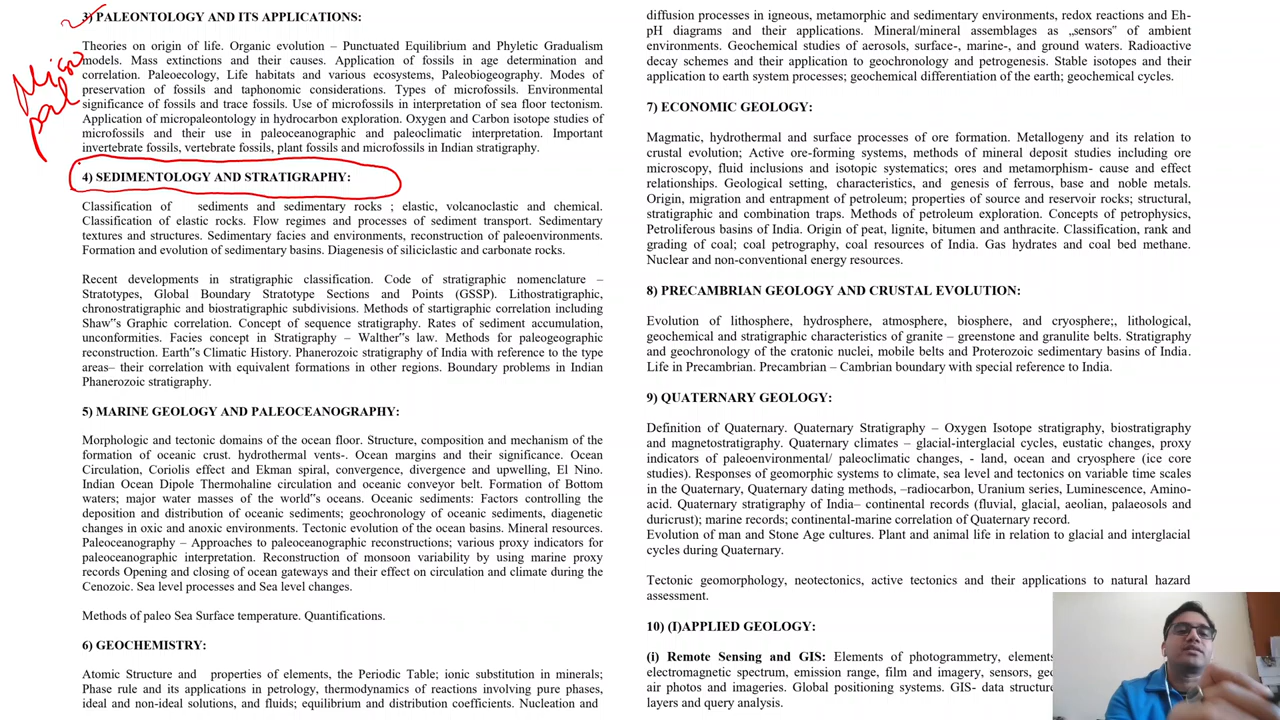 3) PALEONTOLOGY AND ITS APPLICATIONS:
Micro
pal
Theories on origin of life. Organic evolution – Punctuated Equilibrium and Phyletic Gradualism
models. Mass extinctions and their causes. Application of fossils in age determination and
correlation. Paleoecology, Life habitats and various ecosystems, Paleobiogeography. Modes of
preservation of fossils and taphonomic considerations. Types of microfossils. Environmental
significance of fossils and trace fossils. Use of microfossils in interpretation of sea floor tectonism.
Application of micropaleontology in hydrocarbon exploration. Oxygen and Carbon isotope studies of
microfossils and their use in paleoceanographic and paleoclimatic interpretation. Important
invertebrate fossils, vertebrate fossils, plant fossils and microfossils in Indian stratigraphy.
4) SEDIMENTOLOGY AND STRATIGRAPHY:
Classification of sediments and sedimentary rocks ; elastic, volcanoclastic and chemical.
Classification of elastic rocks. Flow regimes and processes of sediment transport. Sedimentary
textures and structures. Sedimentary facies and environments, reconstruction of paleoenvironments.
Formation and evolution of sedimentary basins. Diagenesis of siliciclastic and carbonate rocks.
Recent developments in stratigraphic classification. Code of stratigraphic nomenclature –
Stratotypes, Global Boundary Stratotype Sections and Points (GSSP). Lithostratigraphic,
chronostratigraphic and biostratigraphic subdivisions. Methods of startigraphic correlation including
Shaw‟s Graphic correlation. Concept of sequence stratigraphy. Rates of sediment accumulation,
unconformities. Facies concept in Stratigraphy – Walther‟s law. Methods for paleogeographic
reconstruction. Earth‟s Climatic History. Phanerozoic stratigraphy of India with reference to the type
areas– their correlation with equivalent formations in other regions. Boundary problems in Indian
Phanerozoic stratigraphy.
5) MARINE GEOLOGY AND PALEOCEANOGRAPHY:
Morphologic and tectonic domains of the ocean floor. Structure, composition and mechanism of the
formation of oceanic crust. hydrothermal vents-. Ocean margins and their significance. Ocean
Circulation, Coriolis effect and Ekman spiral, convergence, divergence and upwelling, El Nino.
Indian Ocean Dipole Thermohaline circulation and oceanic conveyor belt. Formation of Bottom
waters; major water masses of the world‟s oceans. Oceanic sediments: Factors controlling the
deposition and distribution of oceanic sediments; geochronology of oceanic sediments, diagenetic
changes in oxic and anoxic environments. Tectonic evolution of the ocean basins. Mineral resources.
Paleoceanography – Approaches to paleoceanographic reconstructions; various proxy indicators for
paleoceanographic interpretation. Reconstruction of monsoon variability by using marine proxy
records Opening and closing of ocean gateways and their effect on circulation and climate during the
Cenozoic. Sea level processes and Sea level changes.
Methods of paleo Sea Surface temperature. Quantifications.
6) GEOCHEMISTRY:
Atomic Structure and properties of elements, the Periodic Table; ionic substitution in minerals;
Phase rule and its applications in petrology, thermodynamics of reactions involving pure phases,
ideal and non-ideal solutions, and fluids; equilibrium and distribution coefficients. Nucleation and
diffusion processes in igneous, metamorphic and sedimentary environments, redox reactions and Eh-
pH diagrams and their applications. Mineral/mineral assemblages as „sensors‟ of ambient
environments. Geochemical studies of aerosols, surface-, marine-, and ground waters. Radioactive
decay schemes and their application to geochronology and petrogenesis. Stable isotopes and their
application to earth system processes; geochemical differentiation of the earth; geochemical cycles.
7) ECONOMIC GEOLOGY:
Magmatic, hydrothermal and surface processes of ore formation. Metallogeny and its relation to
crustal evolution; Active ore-forming systems, methods of mineral deposit studies including ore
microscopy, fluid inclusions and isotopic systematics; ores and metamorphism- cause and effect
relationships. Geological setting, characteristics, and genesis of ferrous, base and noble metals.
Origin, migration and entrapment of petroleum; properties of source and reservoir rocks; structural,
stratigraphic and combination traps. Methods of petroleum exploration. Concepts of petrophysics,
Petroliferous basins of India. Origin of peat, lignite, bitumen and anthracite. Classification, rank and
grading of coal; coal petrography, coal resources of India. Gas hydrates and coal bed methane.
Nuclear and non-conventional energy resources.
8) PRECAMBRIAN GEOLOGY AND CRUSTAL EVOLUTION:
Evolution of lithosphere, hydrosphere, atmosphere, biosphere, and cryosphere;, lithological,
geochemical and stratigraphic characteristics of granite – greenstone and granulite belts. Stratigraphy
and geochronology of the cratonic nuclei, mobile belts and Proterozoic sedimentary basins of India.
Life in Precambrian. Precambrian – Cambrian boundary with special reference to India.
9) QUATERNARY GEOLOGY:
Definition of Quaternary. Quaternary Stratigraphy – Oxygen Isotope stratigraphy, biostratigraphy
and magnetostratigraphy. Quaternary climates – glacial-interglacial cycles, eustatic changes, proxy
indicators of paleoenvironmental/ paleoclimatic changes, - land, ocean and cryosphere (ice core
studies). Responses of geomorphic systems to climate, sea level and tectonics on variable time scales
in the Quaternary, Quaternary dating methods, –radiocarbon, Uranium series, Luminescence, Amino-
acid. Quaternary stratigraphy of India– continental records (fluvial, glacial, aeolian, palaeosols and
duricrust); marine records; continental-marine correlation of Quaternary record.
Evolution of man and Stone Age cultures. Plant and animal life in relation to glacial and interglacial
cycles during Quaternary.
Tectonic geomorphology, neotectonics, active tectonics and their applications to natural hazard
assessment.
10) (I)APPLIED GEOLOGY:
(i) Remote Sensing and GIS: Elements of photogrammetry, elements
electromagnetic spectrum, emission range, film and imagery, sensors, geo
air photos and imageries. Global positioning systems. GIS- data structure
layers and query analysis.